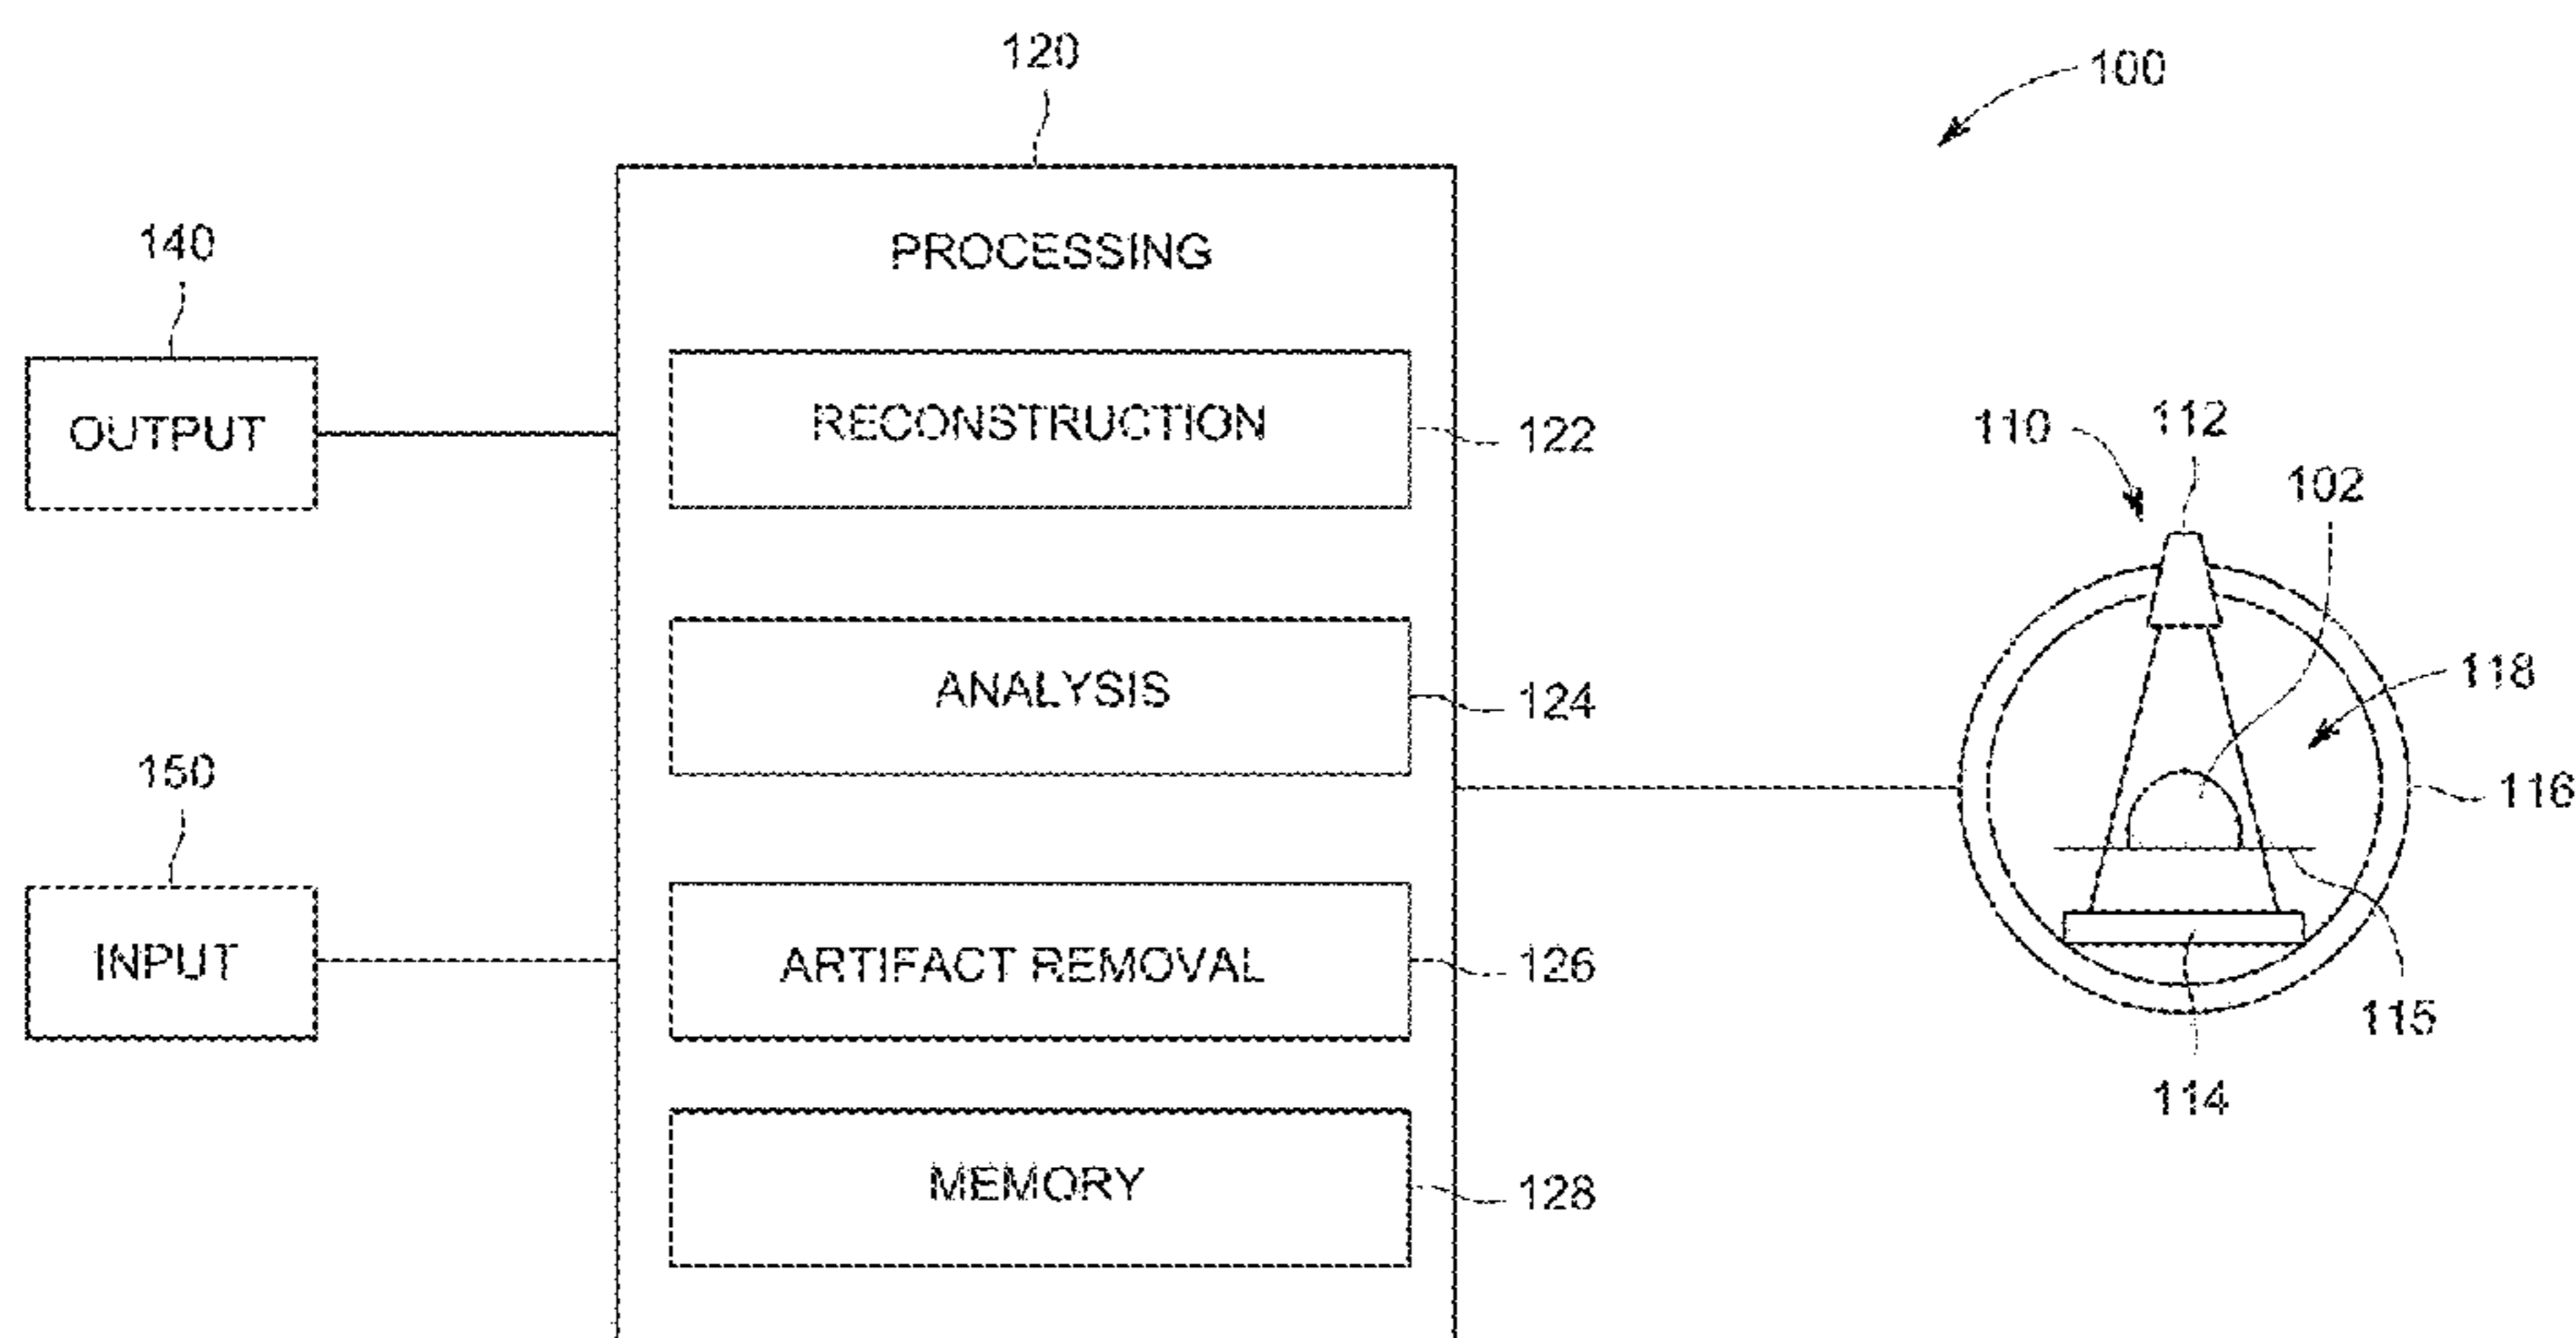 120
100
140
PROCESSING
OUTPUT
RECONSTRUCTION
122
110
112
102
ANALYSIS
124
118
150
116
INPUT
ARTIFACT REMOVAL
126
115
114
MEMORY
128